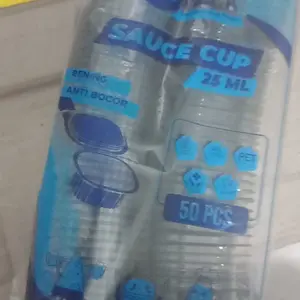 SAUCE CUP
25 ML
BENING
ANTI BOCOR
PET
50 PCS